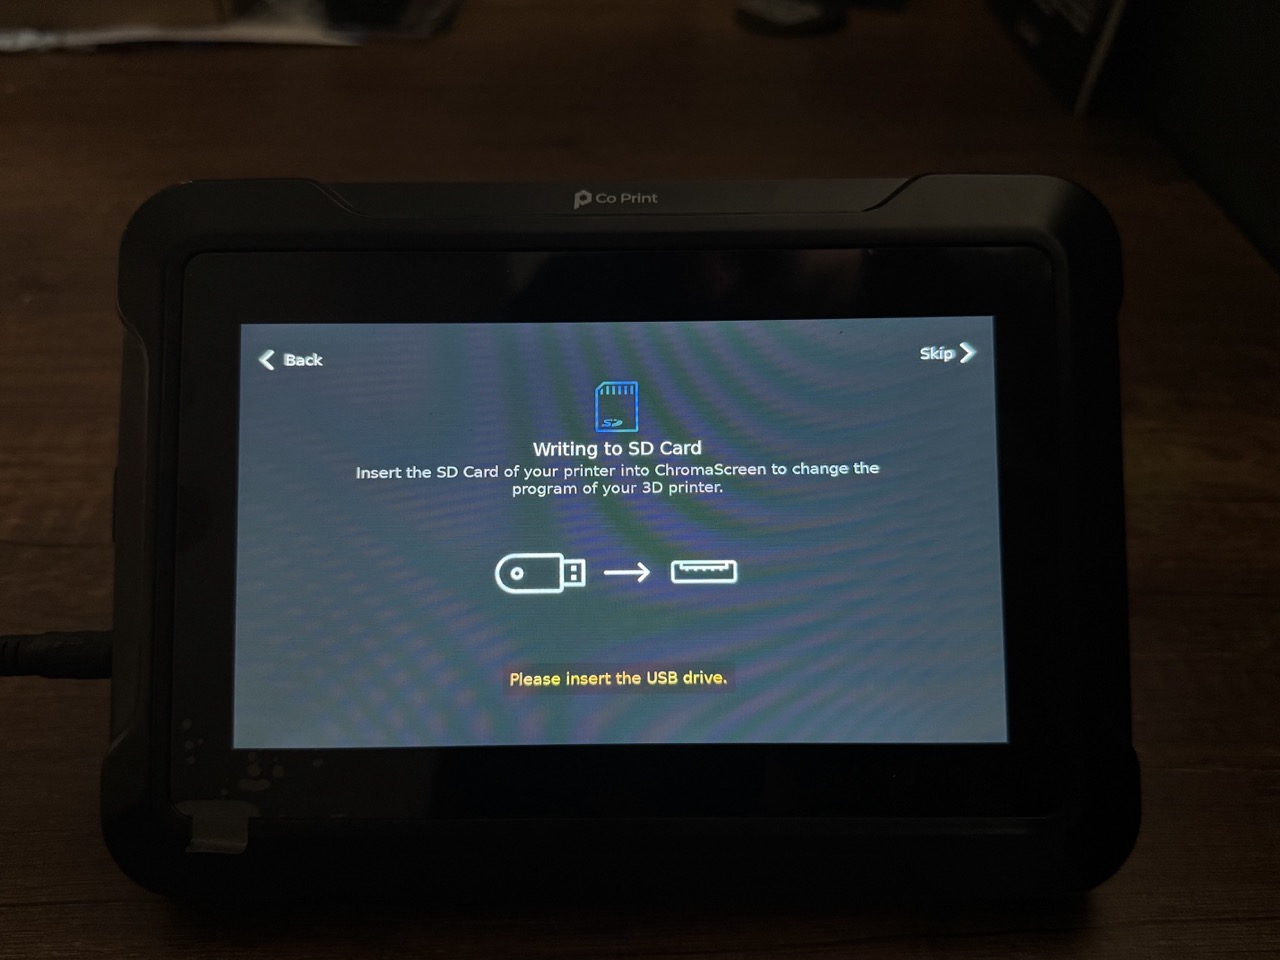 Co Print
Back
Skip
SD
Writing to SD Card
Insert the SD Card of your printer into ChromaScreen to change the
program of your 3D printer.
Please insert the USB drive.